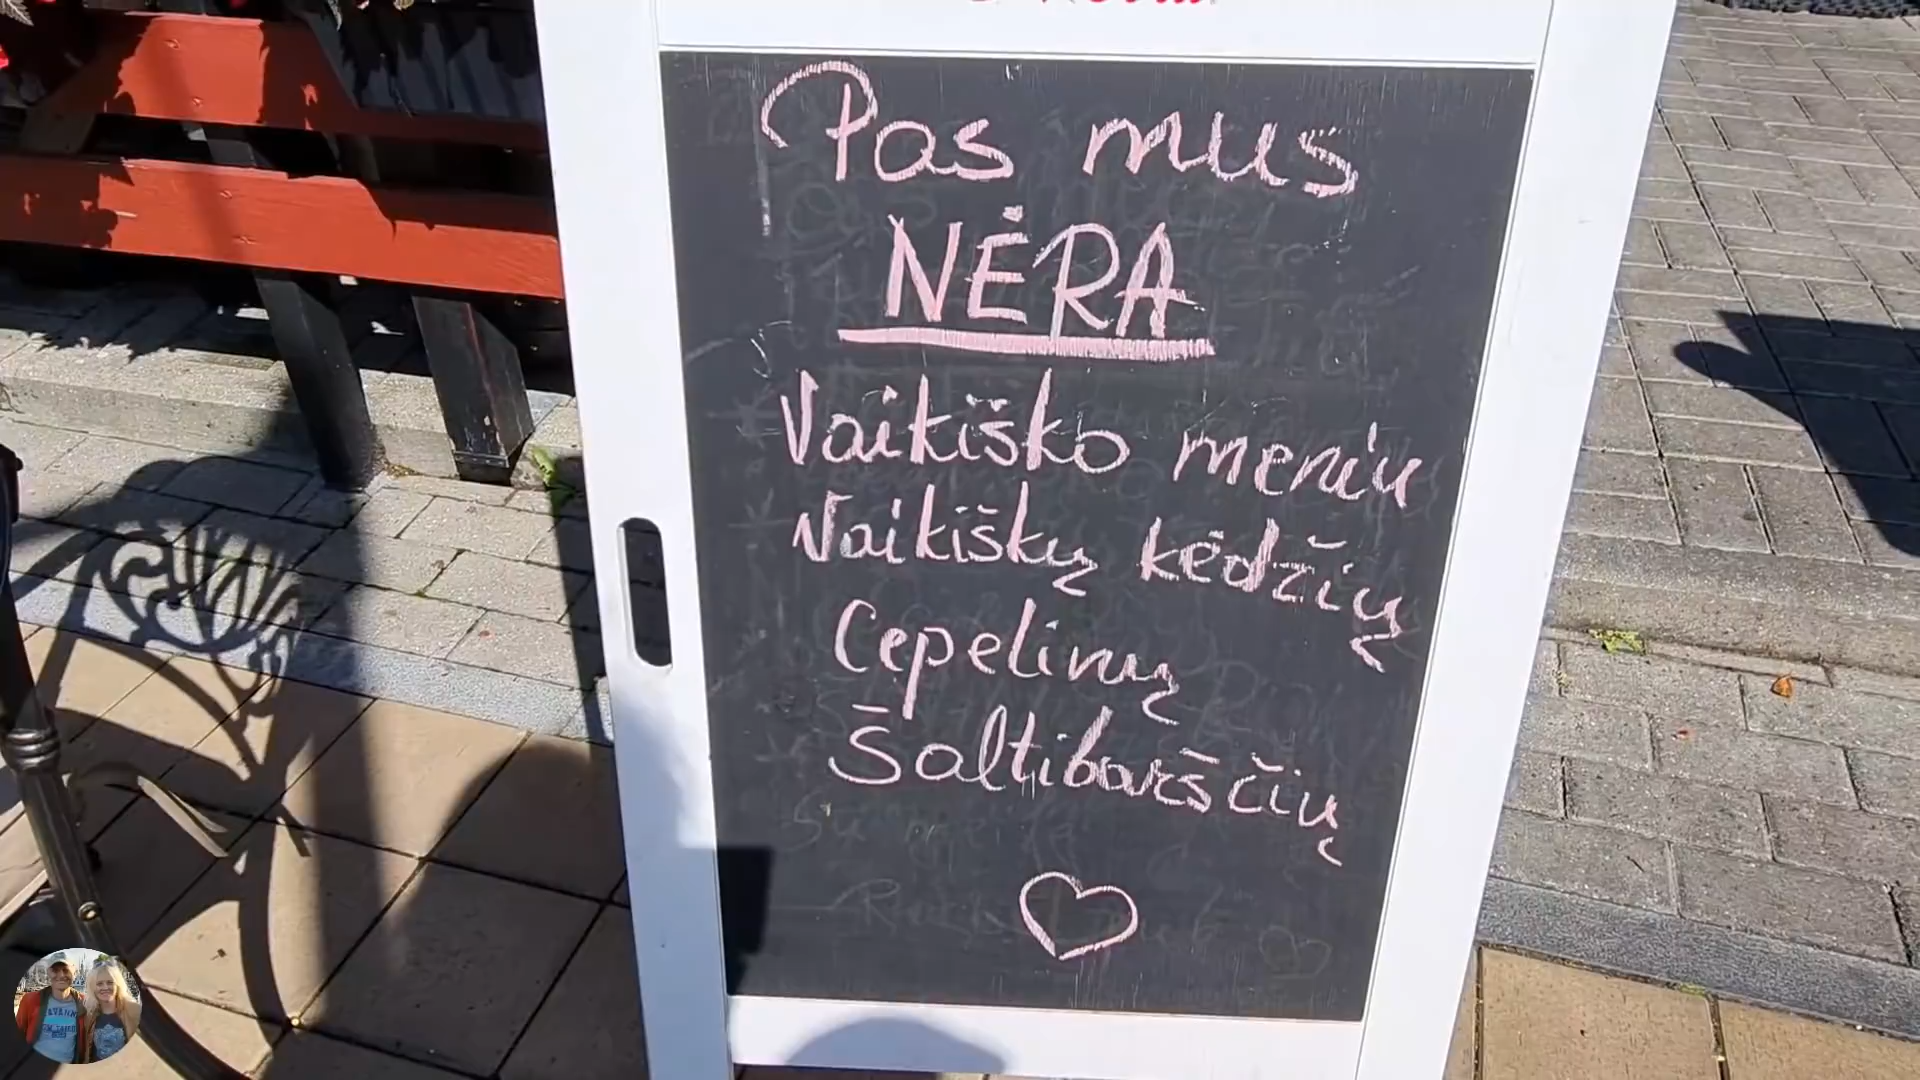 Pas mus
NĖRA
Vaikiško meniu
Vaikiškų kėdžių
Cepelinų
Šaltibarščių